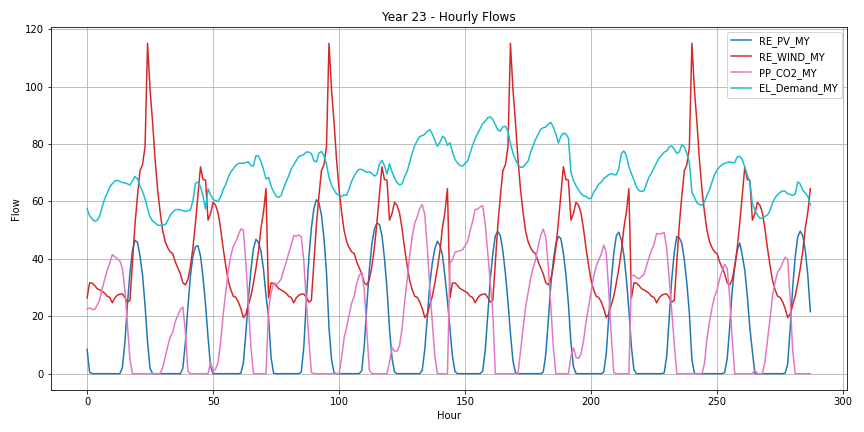 Year 23 - Hourly Flows
RE_PV_MY
RE_WIND_MY
PP_CO2_MY
EL_Demand_MY
120
100
80
60
40
20
0
Flow
0 50 100 150 200 250 300
Hour